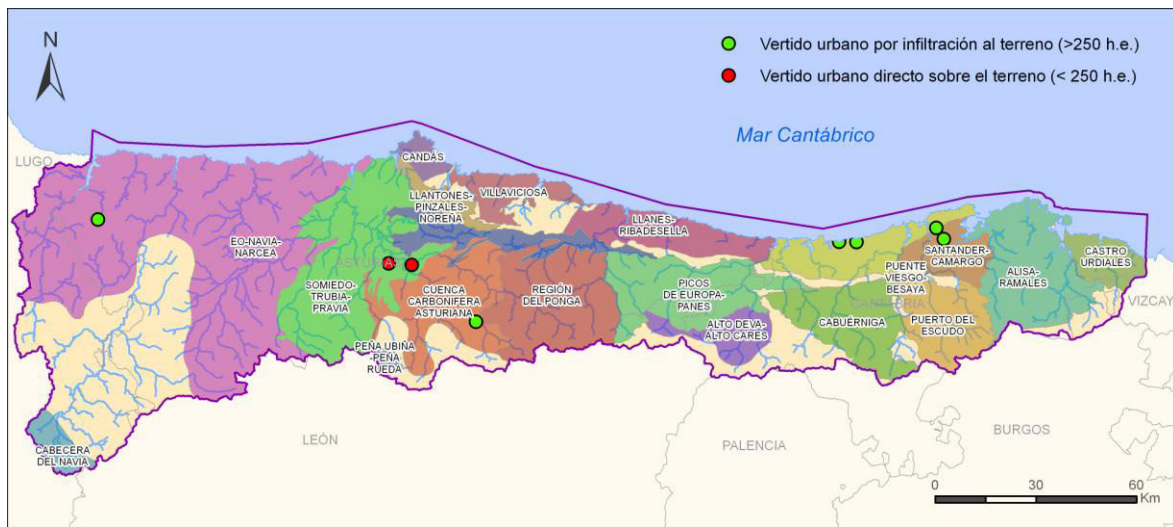 N
Vertido urbano por infiltración al terreno (>250 h.e.)
Vertido urbano directo sobre el terreno (< 250 h.e.)
Mar Cantábrico
LUGO
CANDAS
LLANTONES-
PINZALES-
NOREÑA
VILLAVICIOSA
LLANES-
RIBADESELLA
EO-NAVIA-
NARCEA
SOMIEDO-
TRUBIA-
PRAVIA
CUENCA
CARBONIFERA
ASTURIANA
REGIÓN
DEL PONGA
PICOS
DE EUROPA-
PANES
ALTO DEVA-
ALTO CARES
PEÑA UBIÑA
-PEÑA
RUEDA
CABUÉRNIGA
PUENTE
VIESGO-
BESAYA
SANTANDER-
CAMARGO
PUERTO DEL
ESCUDO
ALISA-
RAMALES
CASTRO
URDIALES
CANTABRIA
VIZCAY
CABECERA
DEL NAVIA
LEÓN
PALENCIA
BURGOS
0 30 60
Km